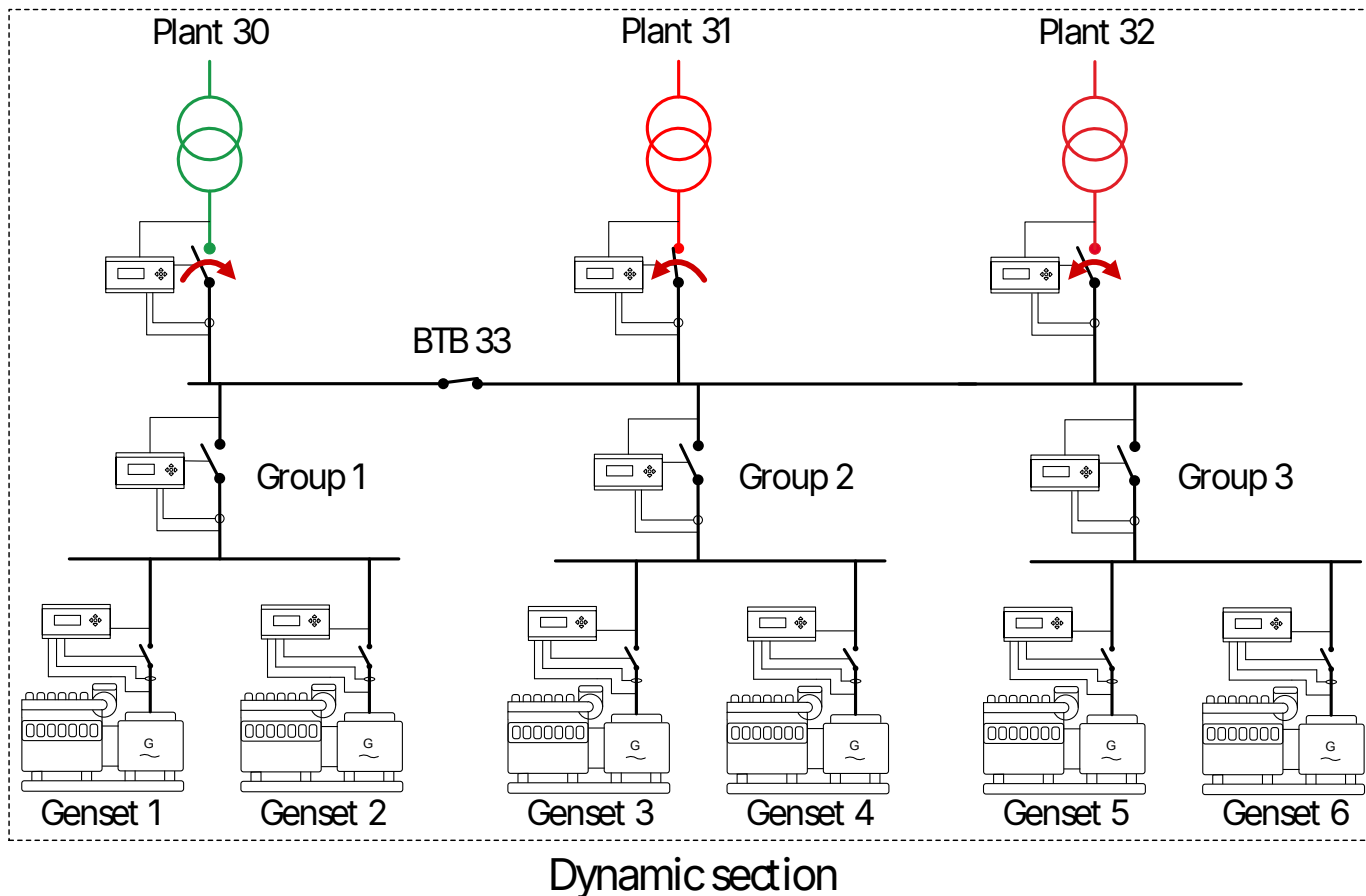 Plant 30
Plant 31
Plant 32
BTB 33
Group 1
Group 2
Group 3
G
G
G
G
G
G
Genset 1
Genset 2
Genset 3
Genset 4
Genset 5
Genset 6
Dynamic section